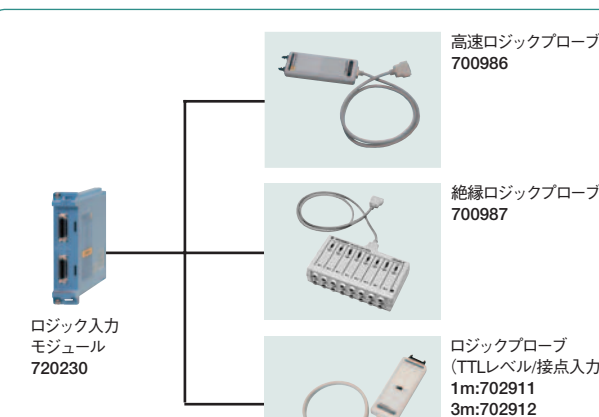 高速ロジックプローブ
700986
絶縁ロジックプローブ
700987
ロジック入力
モジュール
720230
ロジックプローブ
（TTLレベル/接点入力
1m:702911
3m:702912